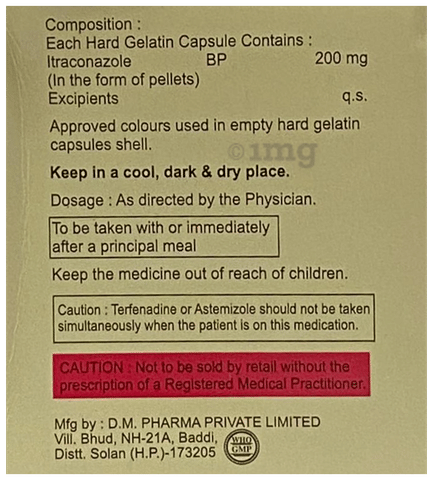 Composition :
Each Hard Gelatin Capsule Contains :
Itraconazole BP 200 mg
(In the form of pellets)
Excipients q.s.
Approved colours used in empty hard gelatin
capsules shell.
1mg
Keep in a cool, dark & dry place.
Dosage : As directed by the Physician.
To be taken with or immediately
after a principal meal
Keep the medicine out of reach of children.
Caution : Terfenadine or Astemizole should not be taken
simultaneously when the patient is on this medication.
CAUTION : Not to be sold by retail without the
prescription of a Registered Medical Practitioner.
Mfg by : D.M. PHARMA PRIVATE LIMITED
Vill. Bhud, NH-21A, Baddi,
Distt. Solan (H.P.)-173205
WHO
GMP